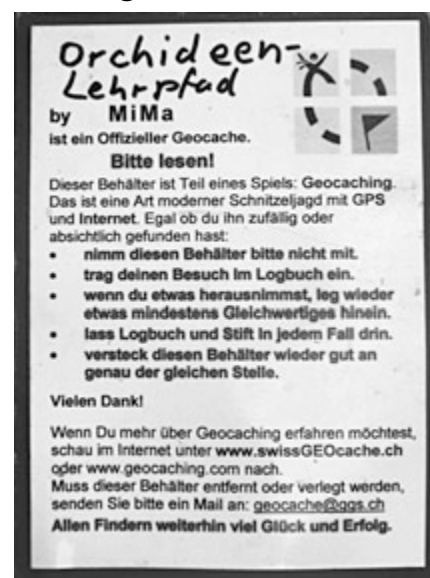 Orchideen-
Lehrpfad
by MiMa
ist ein Offizieller Geocache.
Bitte lesen!
Dieser Behälter ist Teil eines Spiels: Geocaching.
Das ist eine Art moderner Schnitzeljagd mit GPS
und Internet. Egal ob du ihn zufällig oder
absichtlich gefunden hast:
• nimm diesen Behälter bitte nicht mit.
• trag deinen Besuch im Logbuch ein.
• wenn du etwas herausnimmst, leg wieder
etwas mindestens Gleichwertiges hinein.
• lass Logbuch und Stift in jedem Fall drin.
• versteck diesen Behälter wieder gut an
genau der gleichen Stelle.
Vielen Dank!
Wenn Du mehr über Geocaching erfahren möchtest,
schau im Internet unter www.swissGEOcache.ch
oder www.geocaching.com nach.
Muss dieser Behälter entfernt oder verlegt werden,
senden Sie bitte ein Mail an: geocache@ggs.ch
Allen Findern weiterhin viel Glück und Erfolg.